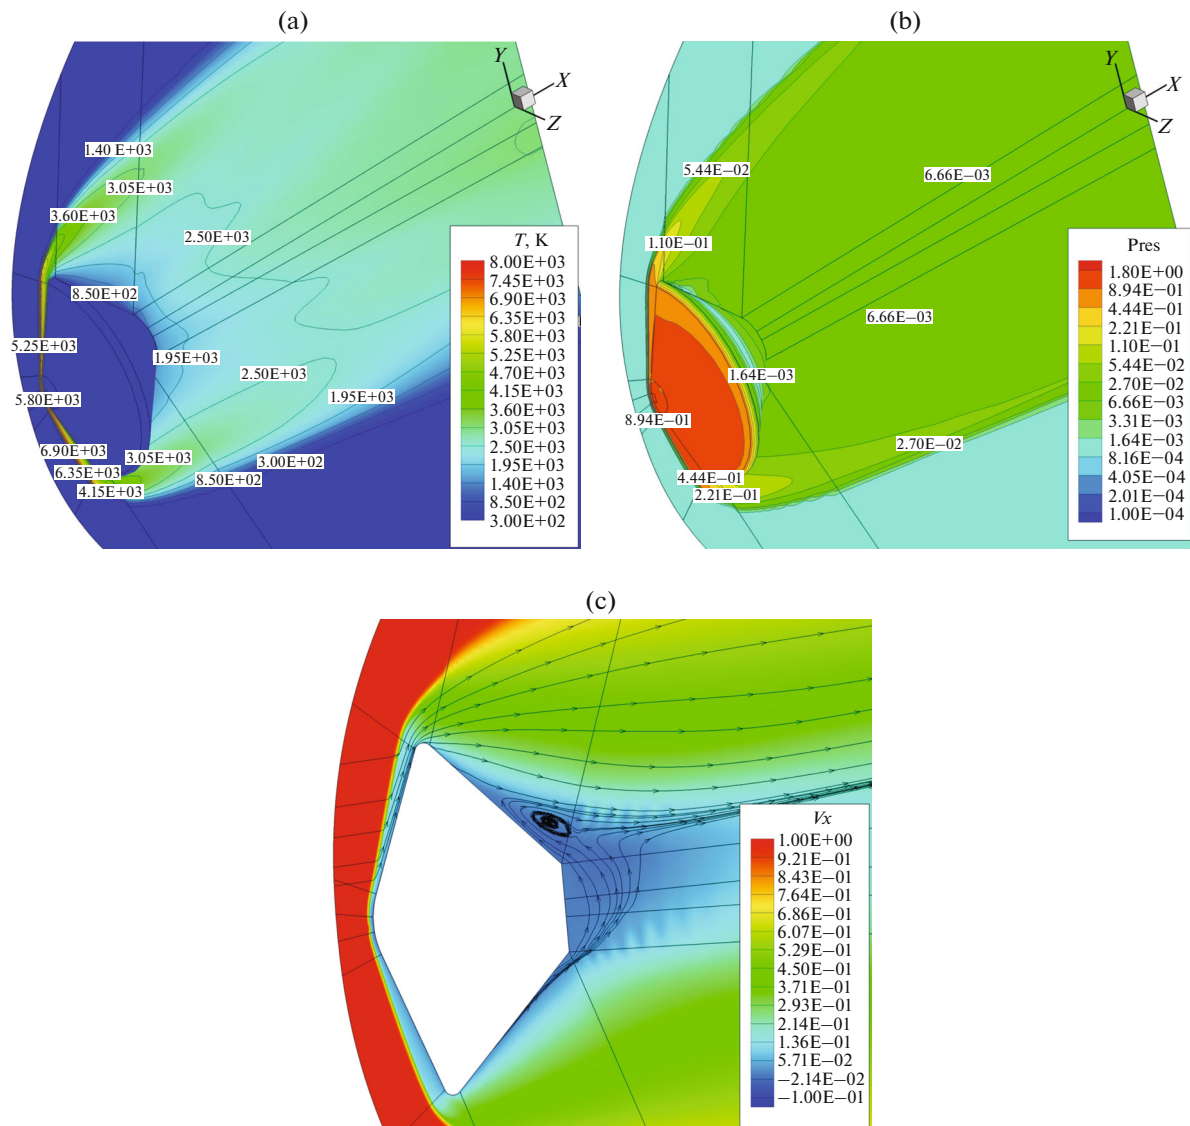 (a)
Y
X
Z
1.40 E+03
3.05E+03
3.60E+03
2.50E+03
8.50E+02
5.25E+03
1.95E+03
2.50E+03
1.95E+03
5.80E+03
6.90E+03
3.05E+03
6.35E+03
3.00E+02
8.50E+02
4.15E+03
T, K
8.00E+03
7.45E+03
6.90E+03
6.35E+03
5.80E+03
5.25E+03
4.70E+03
4.15E+03
3.60E+03
3.05E+03
2.50E+03
1.95E+03
1.40E+03
8.50E+02
3.00E+02
(b)
Y
X
Z
5.44E−02
6.66E−03
1.10E−01
6.66E−03
1.64E−03
8.94E−01
2.70E−02
4.44E−01
2.21E−01
Pres
1.80E+00
8.94E−01
4.44E−01
2.21E−01
1.10E−01
5.44E−02
2.70E−02
6.66E−03
3.31E−03
1.64E−03
8.16E−04
4.05E−04
2.01E−04
1.00E−04
(c)
Vx
1.00E+00
9.21E−01
8.43E−01
7.64E−01
6.86E−01
6.07E−01
5.29E−01
4.50E−01
3.71E−01
2.93E−01
2.14E−01
1.36E−01
5.71E−02
−2.14E−02
−1.00E−01